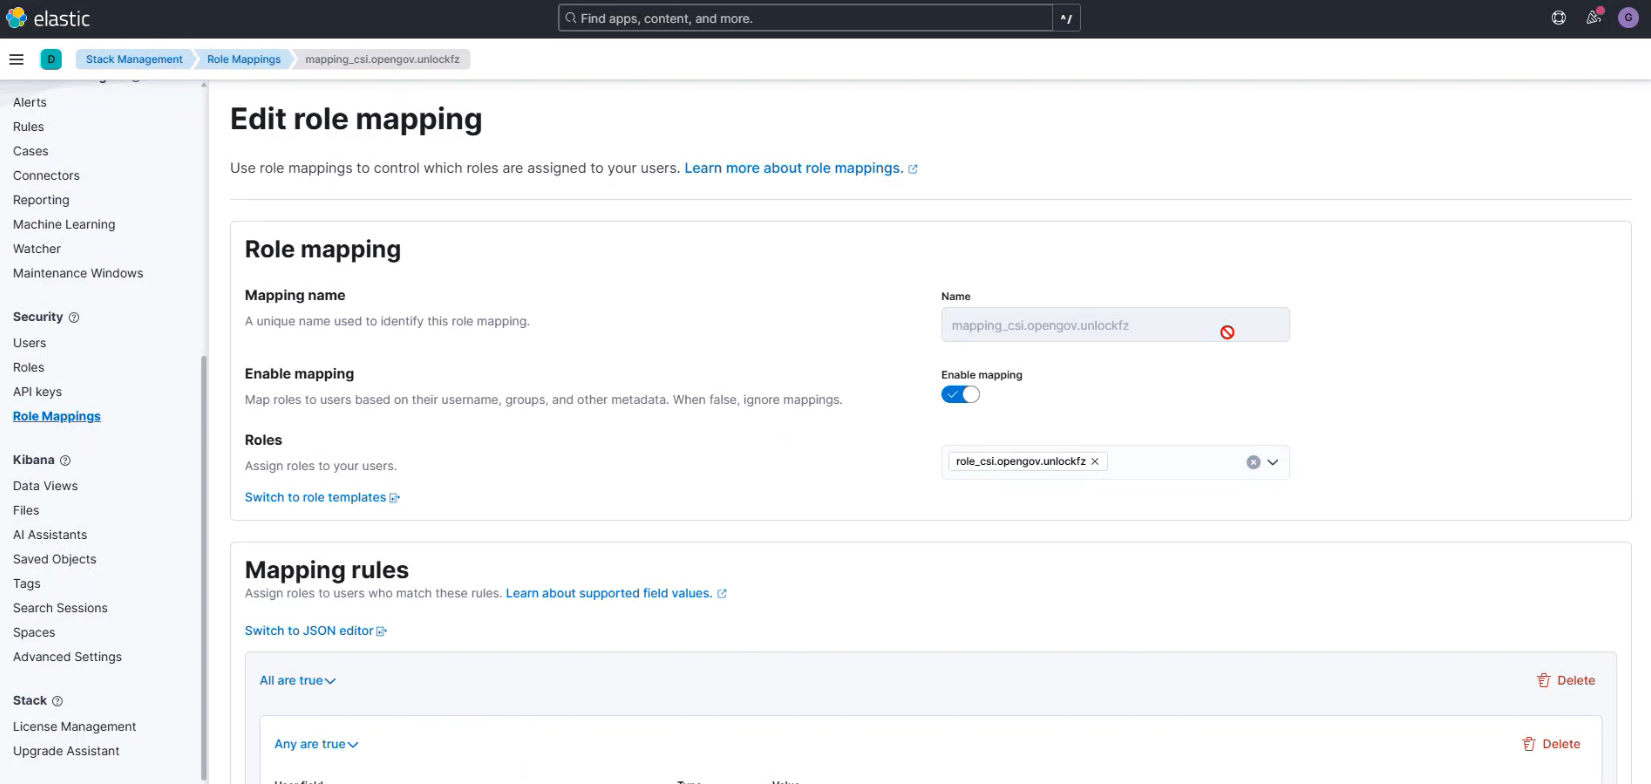 elastic
Find apps, content, and more.
^/
G
D
Stack Management
Role Mappings
mapping_csi.opengov.unlockfz
Alerts
Rules
Cases
Connectors
Reporting
Machine Learning
Watcher
Maintenance Windows
Security
Users
Roles
API keys
Role Mappings
Kibana
Data Views
Files
AI Assistants
Saved Objects
Tags
Search Sessions
Spaces
Advanced Settings
Stack
License Management
Upgrade Assistant
Edit role mapping
Use role mappings to control which roles are assigned to your users. Learn more about role mappings.
Role mapping
Mapping name
A unique name used to identify this role mapping.
Name
mapping_csi.opengov.unlockfz
Enable mapping
Map roles to users based on their username, groups, and other metadata. When false, ignore mappings.
Enable mapping
Roles
Assign roles to your users.
role_csi.opengov.unlockfz
Switch to role templates
Mapping rules
Assign roles to users who match these rules. Learn about supported field values.
Switch to JSON editor
All are true
Delete
Any are true
Delete